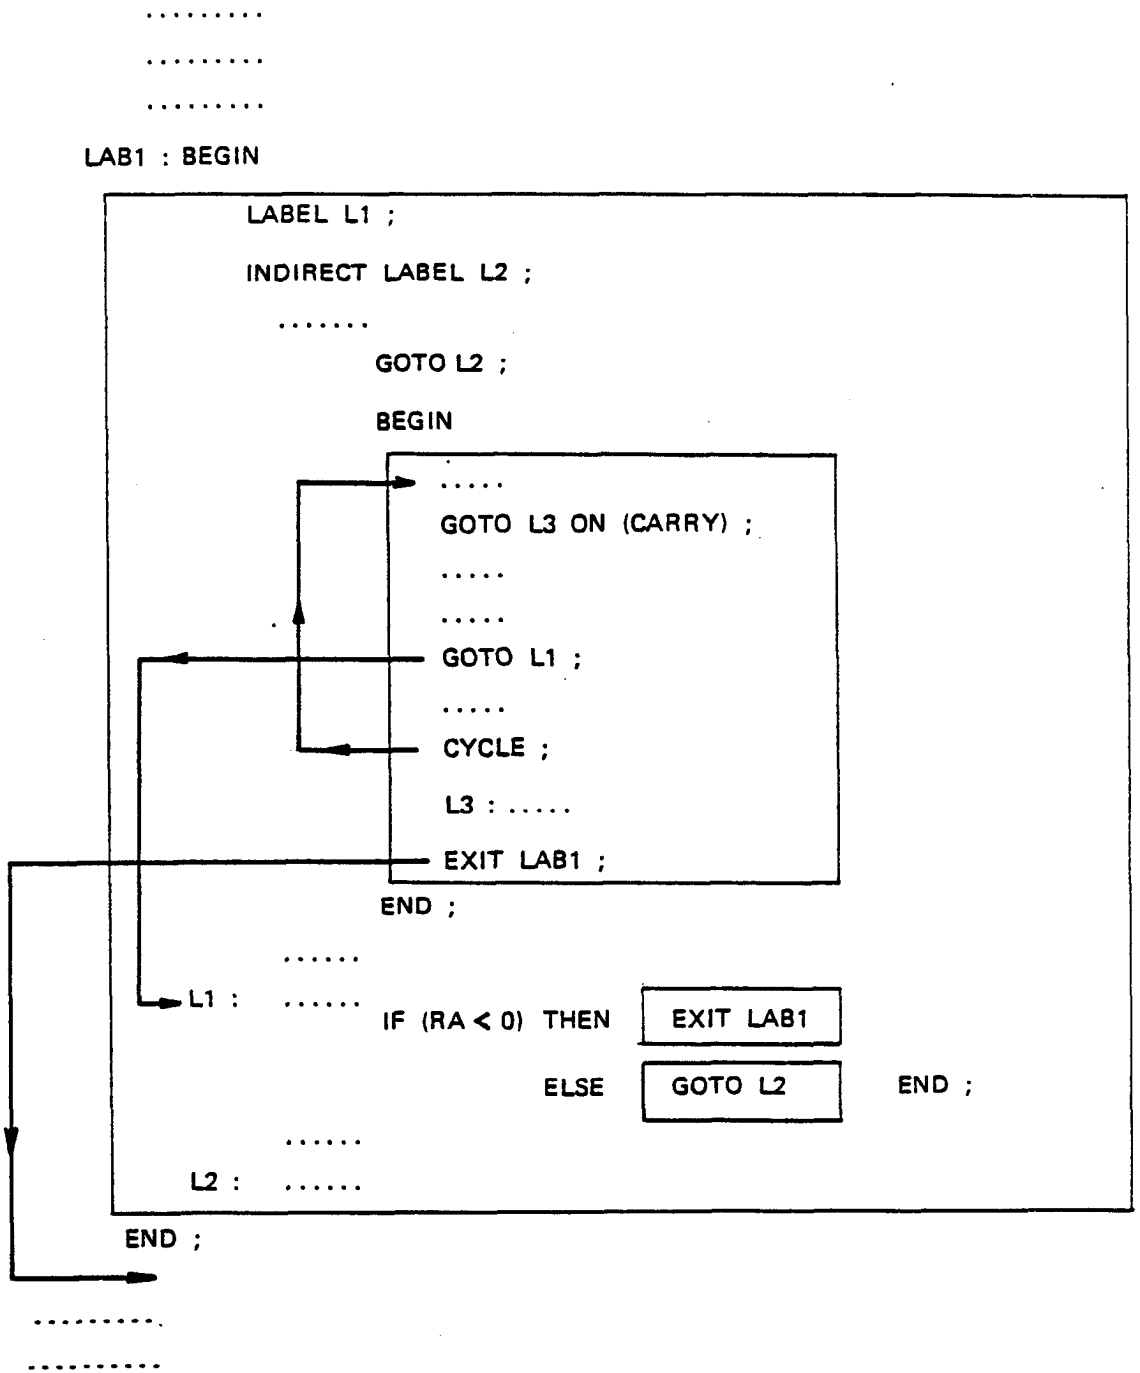 .........
.........
.........
LAB1 : BEGIN
LABEL L1 ;
INDIRECT LABEL L2 ;
.......
GOTO L2 ;
BEGIN
.....
GOTO L3 ON (CARRY) ;
.....
.....
GOTO L1 ;
.....
CYCLE ;
L3 : .....
EXIT LAB1 ;
END ;
......
L1 : ......
IF (RA < 0) THEN EXIT LAB1
ELSE GOTO L2 END ;
......
L2 : ......
END ;
..........
..........